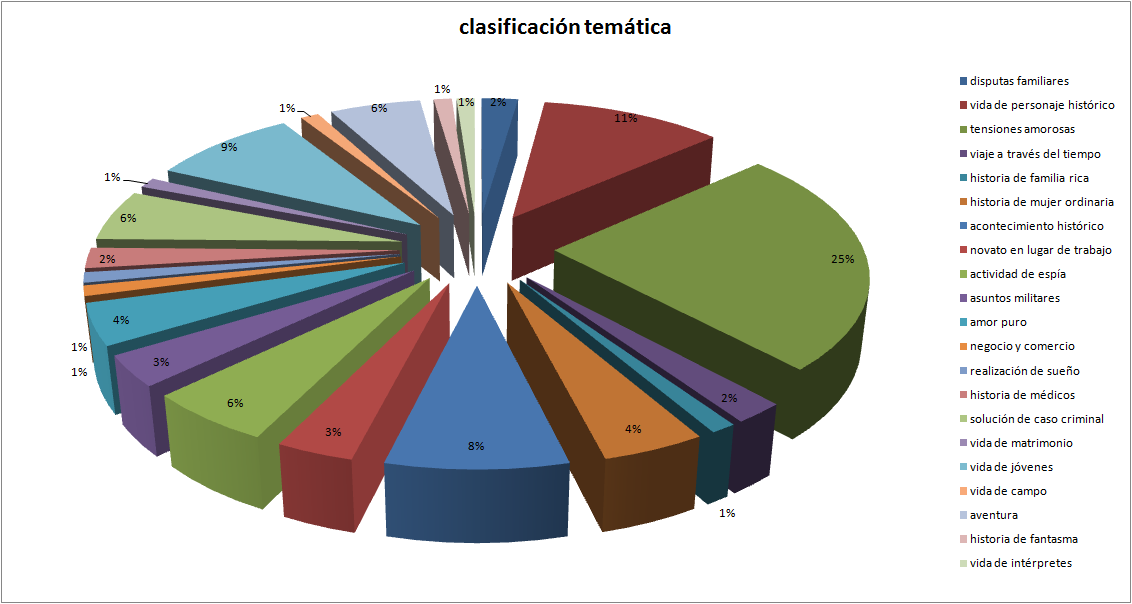 clasificación temática
1%
1%
2%
6%
1%
11%
9%
1%
6%
25%
2%
4%
1%
1%
3%
6%
3%
8%
4%
2%
1%
disputas familiares
vida de personaje histórico
tensiones amorosas
viaje a través del tiempo
historia de familia rica
historia de mujer ordinaria
acontecimiento histórico
novato en lugar de trabajo
actividad de espía
asuntos militares
amor puro
negocio y comercio
realización de sueño
historia de médicos
solución de caso criminal
vida de matrimonio
vida de jóvenes
vida de campo
aventura
historia de fantasma
vida de intérpretes